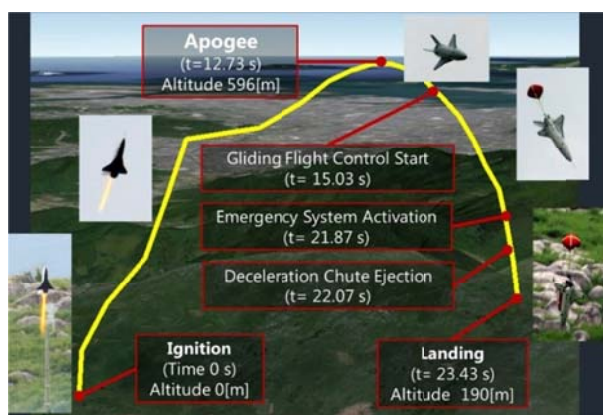 Apogee
(t=12.73 s)
Altitude 596[m]
Gliding Flight Control Start
(t= 15.03 s)
Emergency System Activation
(t= 21.87 s)
Deceleration Chute Ejection
(t= 22.07 s)
Ignition
(Time 0 s)
Altitude 0[m]
Landing
(t= 23.43 s)
Altitude 190[m]